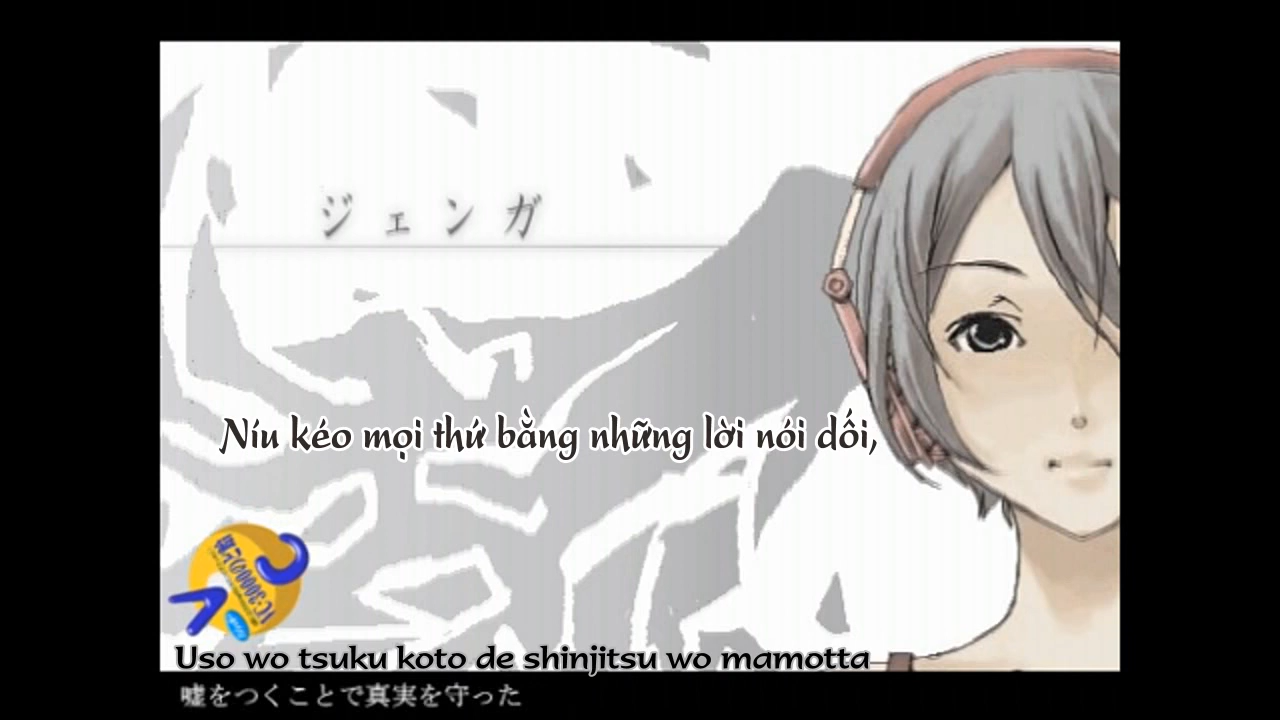 ジェンガ
Níu kéo mọi thứ bằng những lời nói dối,
Uso wo tsuku koto de shinjitsu wo mamotta
嘘をつくことで真実を守った